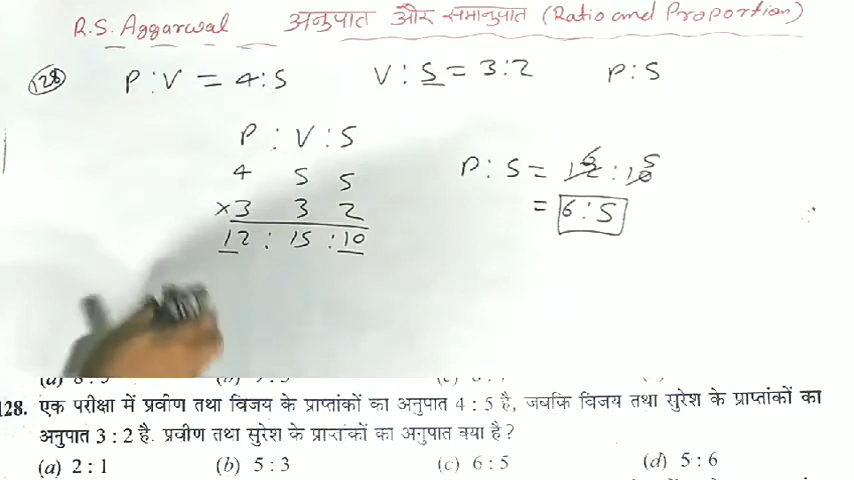 R.S. Aggarwal अनुपात और समानुपात (Ratio and Proportion)
128 P : V = 4 : 5 V : S = 3 : 2 P : S
P : V : S
4 5 5
×3 3 2
12 : 15 : 10
P : S = 12 6 : 10 5
= 6 : 5
128. एक परीक्षा में प्रवीण तथा विजय के प्राप्तांकों का अनुपात 4 : 5 है, जबकि विजय तथा सुरेश के प्राप्तांकों का
अनुपात 3 : 2 है. प्रवीण तथा सुरेश के प्राप्तांकों का अनुपात क्या है ?
(a) 2 : 1 (b) 5 : 3 (c) 6 : 5 (d) 5 : 6